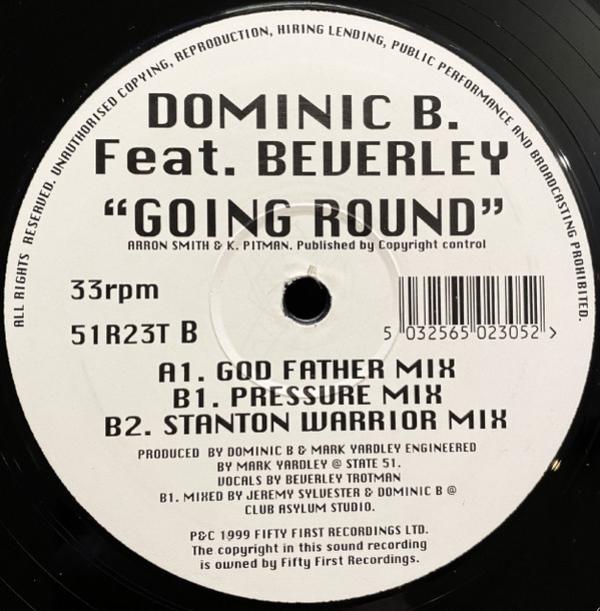 ALL RIGHTS RESERVED. UNAUTHORISED COPYING, REPRODUCTION, HIRING LENDING, PUBLIC PERFORMANCE AND BROADCASTING PROHIBITED.
DOMINIC B.
Feat. BEVERLEY
“GOING ROUND”
ARRON SMITH & K. PITMAN. Published by Copyright control
33rpm
51R23T B
5 032565 023052 >
A1. GOD FATHER MIX
B1. PRESSURE MIX
B2. STANTON WARRIOR MIX
PRODUCED BY DOMINIC B & MARK YARDLEY ENGINEERED
BY MARK YARDLEY @ STATE 51.
VOCALS BY BEVERLEY TROTMAN
B1. MIXED BY JEREMY SYLVESTER & DOMINIC B @
CLUB ASYLUM STUDIO.
P&C 1999 FIFTY FIRST RECORDINGS LTD.
The copyright in this sound recording
is owned by Fifty First Recordings.